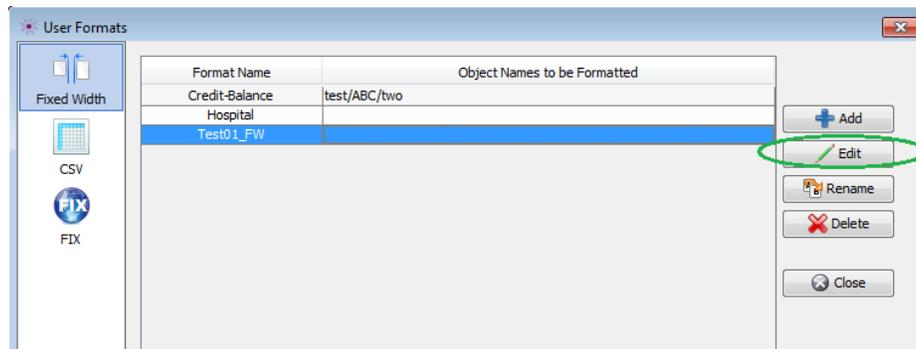 User Formats
Fixed Width
CSV
FIX
FIX
Format Name Object Names to be Formatted
Credit-Balance test/ABC/two
Hospital
Test01_FW
Add
Edit
Rename
Delete
Close